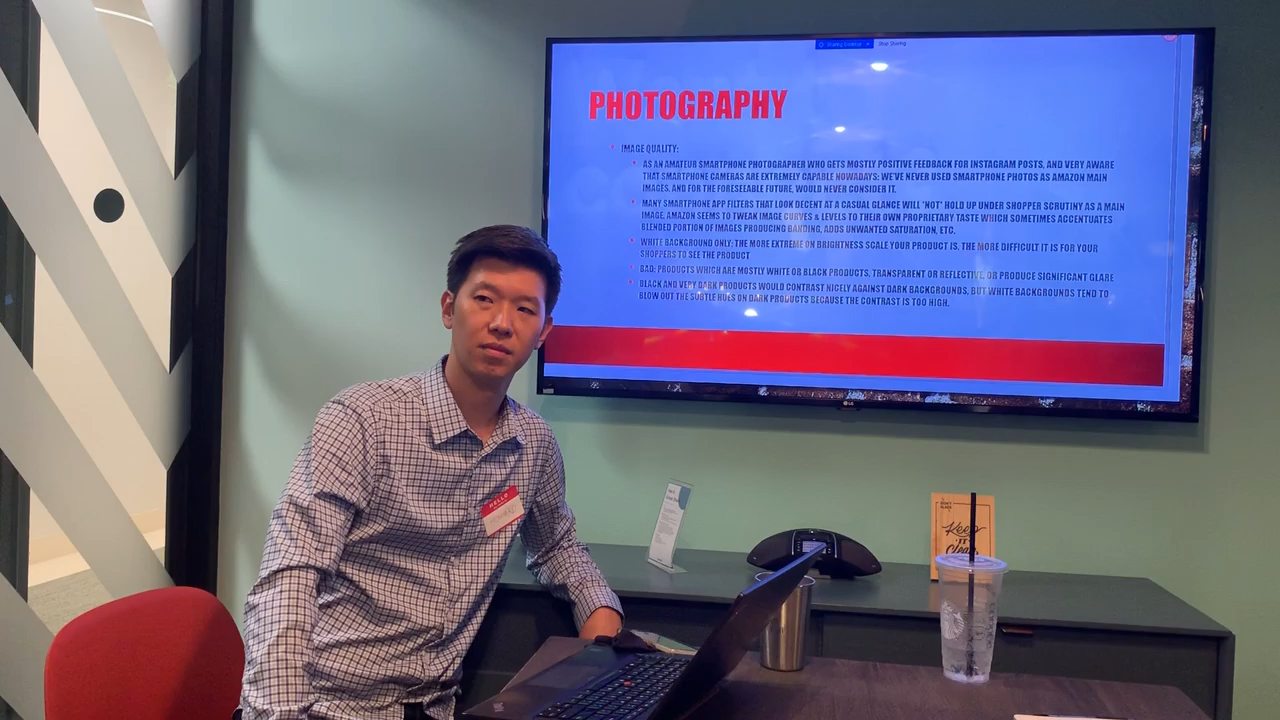 Stop Sharing
PHOTOGRAPHY
IMAGE QUALITY:
AS AN AMATEUR SMARTPHONE PHOTOGRAPHER WHO GETS MOSTLY POSITIVE FEEDBACK FOR INSTAGRAM POSTS, AND VERY AWARE
THAT SMARTPHONE CAMERAS ARE EXTREMELY CAPABLE NOWADAYS: WE'VE NEVER USED SMARTPHONE PHOTOS AS AMAZON MAIN
IMAGES, AND FOR THE FORESEEABLE FUTURE, WOULD NEVER CONSIDER IT.
MANY SMARTPHONE APP FILTERS THAT LOOK DECENT AT A CASUAL GLANCE WILL *NOT* HOLD UP UNDER SHOPPER SCRUTINY AS A MAIN
IMAGE, AMAZON SEEMS TO TWEAK IMAGE CURVES & LEVELS TO THEIR OWN PROPRIETARY TASTE WHICH SOMETIMES ACCENTUATES
BLENDED PORTION OF IMAGES PRODUCING BANDING, ADDS UNWANTED SATURATION, ETC.
WHITE BACKGROUND ONLY: THE MORE EXTREME ON BRIGHTNESS SCALE YOUR PRODUCT IS, THE MORE DIFFICULT IT IS FOR YOUR
SHOPPERS TO SEE THE PRODUCT
BAD: PRODUCTS WHICH ARE MOSTLY WHITE OR BLACK PRODUCTS, TRANSPARENT OR REFLECTIVE, OR PRODUCE SIGNIFICANT GLARE
BLACK AND VERY DARK PRODUCTS WOULD CONTRAST NICELY AGAINST DARK BACKGROUNDS, BUT WHITE BACKGROUNDS TEND TO
BLOW OUT THE SUBTLE HUES ON DARK PRODUCTS BECAUSE THE CONTRAST IS TOO HIGH.
LG
HELLO
Keep
IT
Clean